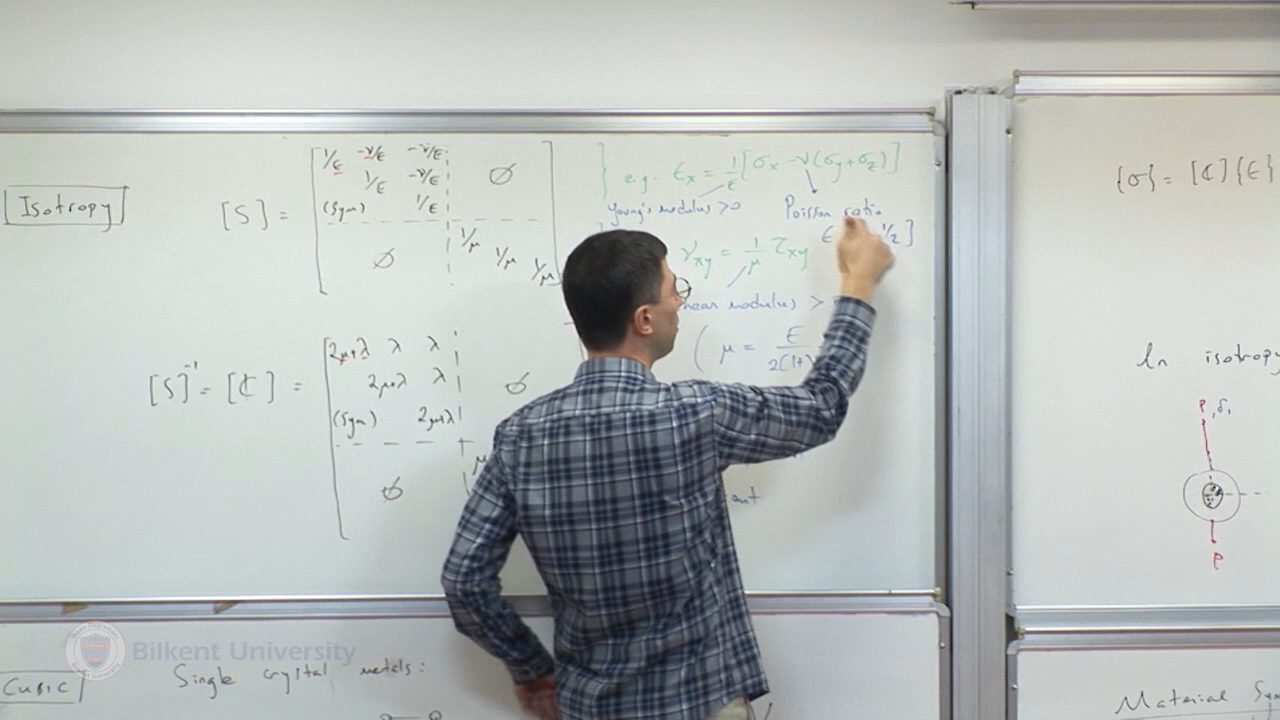 Isotropy
[S] =
1/E -ν/E -ν/E
1/E -ν/E ∅
(Sym) 1/E
∅ 1/μ 1/μ 1/μ
} e.g. ϵx = 1/E [σx -ν(σy+σz)]
Young's modulus >0 Poisson ratio
∈ 1/2]
γxy = 1/μ τxy
modulus >
( μ = E/2(1+
[S]⁻¹ = [ℂ] =
2μ+λ λ λ
2μ+λ λ ∅
(Sym) 2μ+λ
∅ μ
{σ} = [ℂ]{ϵ}
In isotropy
P, δ,
P
Bilkent University
Cubic
Single crystal metals:
Material